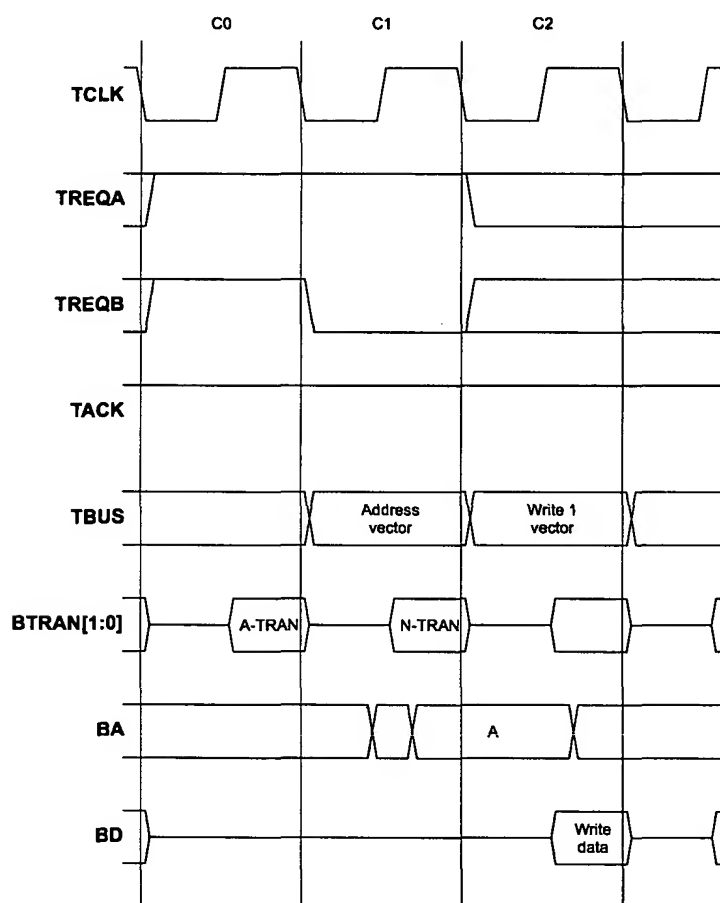 C0 C1 C2
TCLK
TREQA
TREQB
TACK
TBUS
Address
vector
Write 1
vector
BTRAN[1:0]
A-TRAN
N-TRAN
BA
A
BD
Write
data